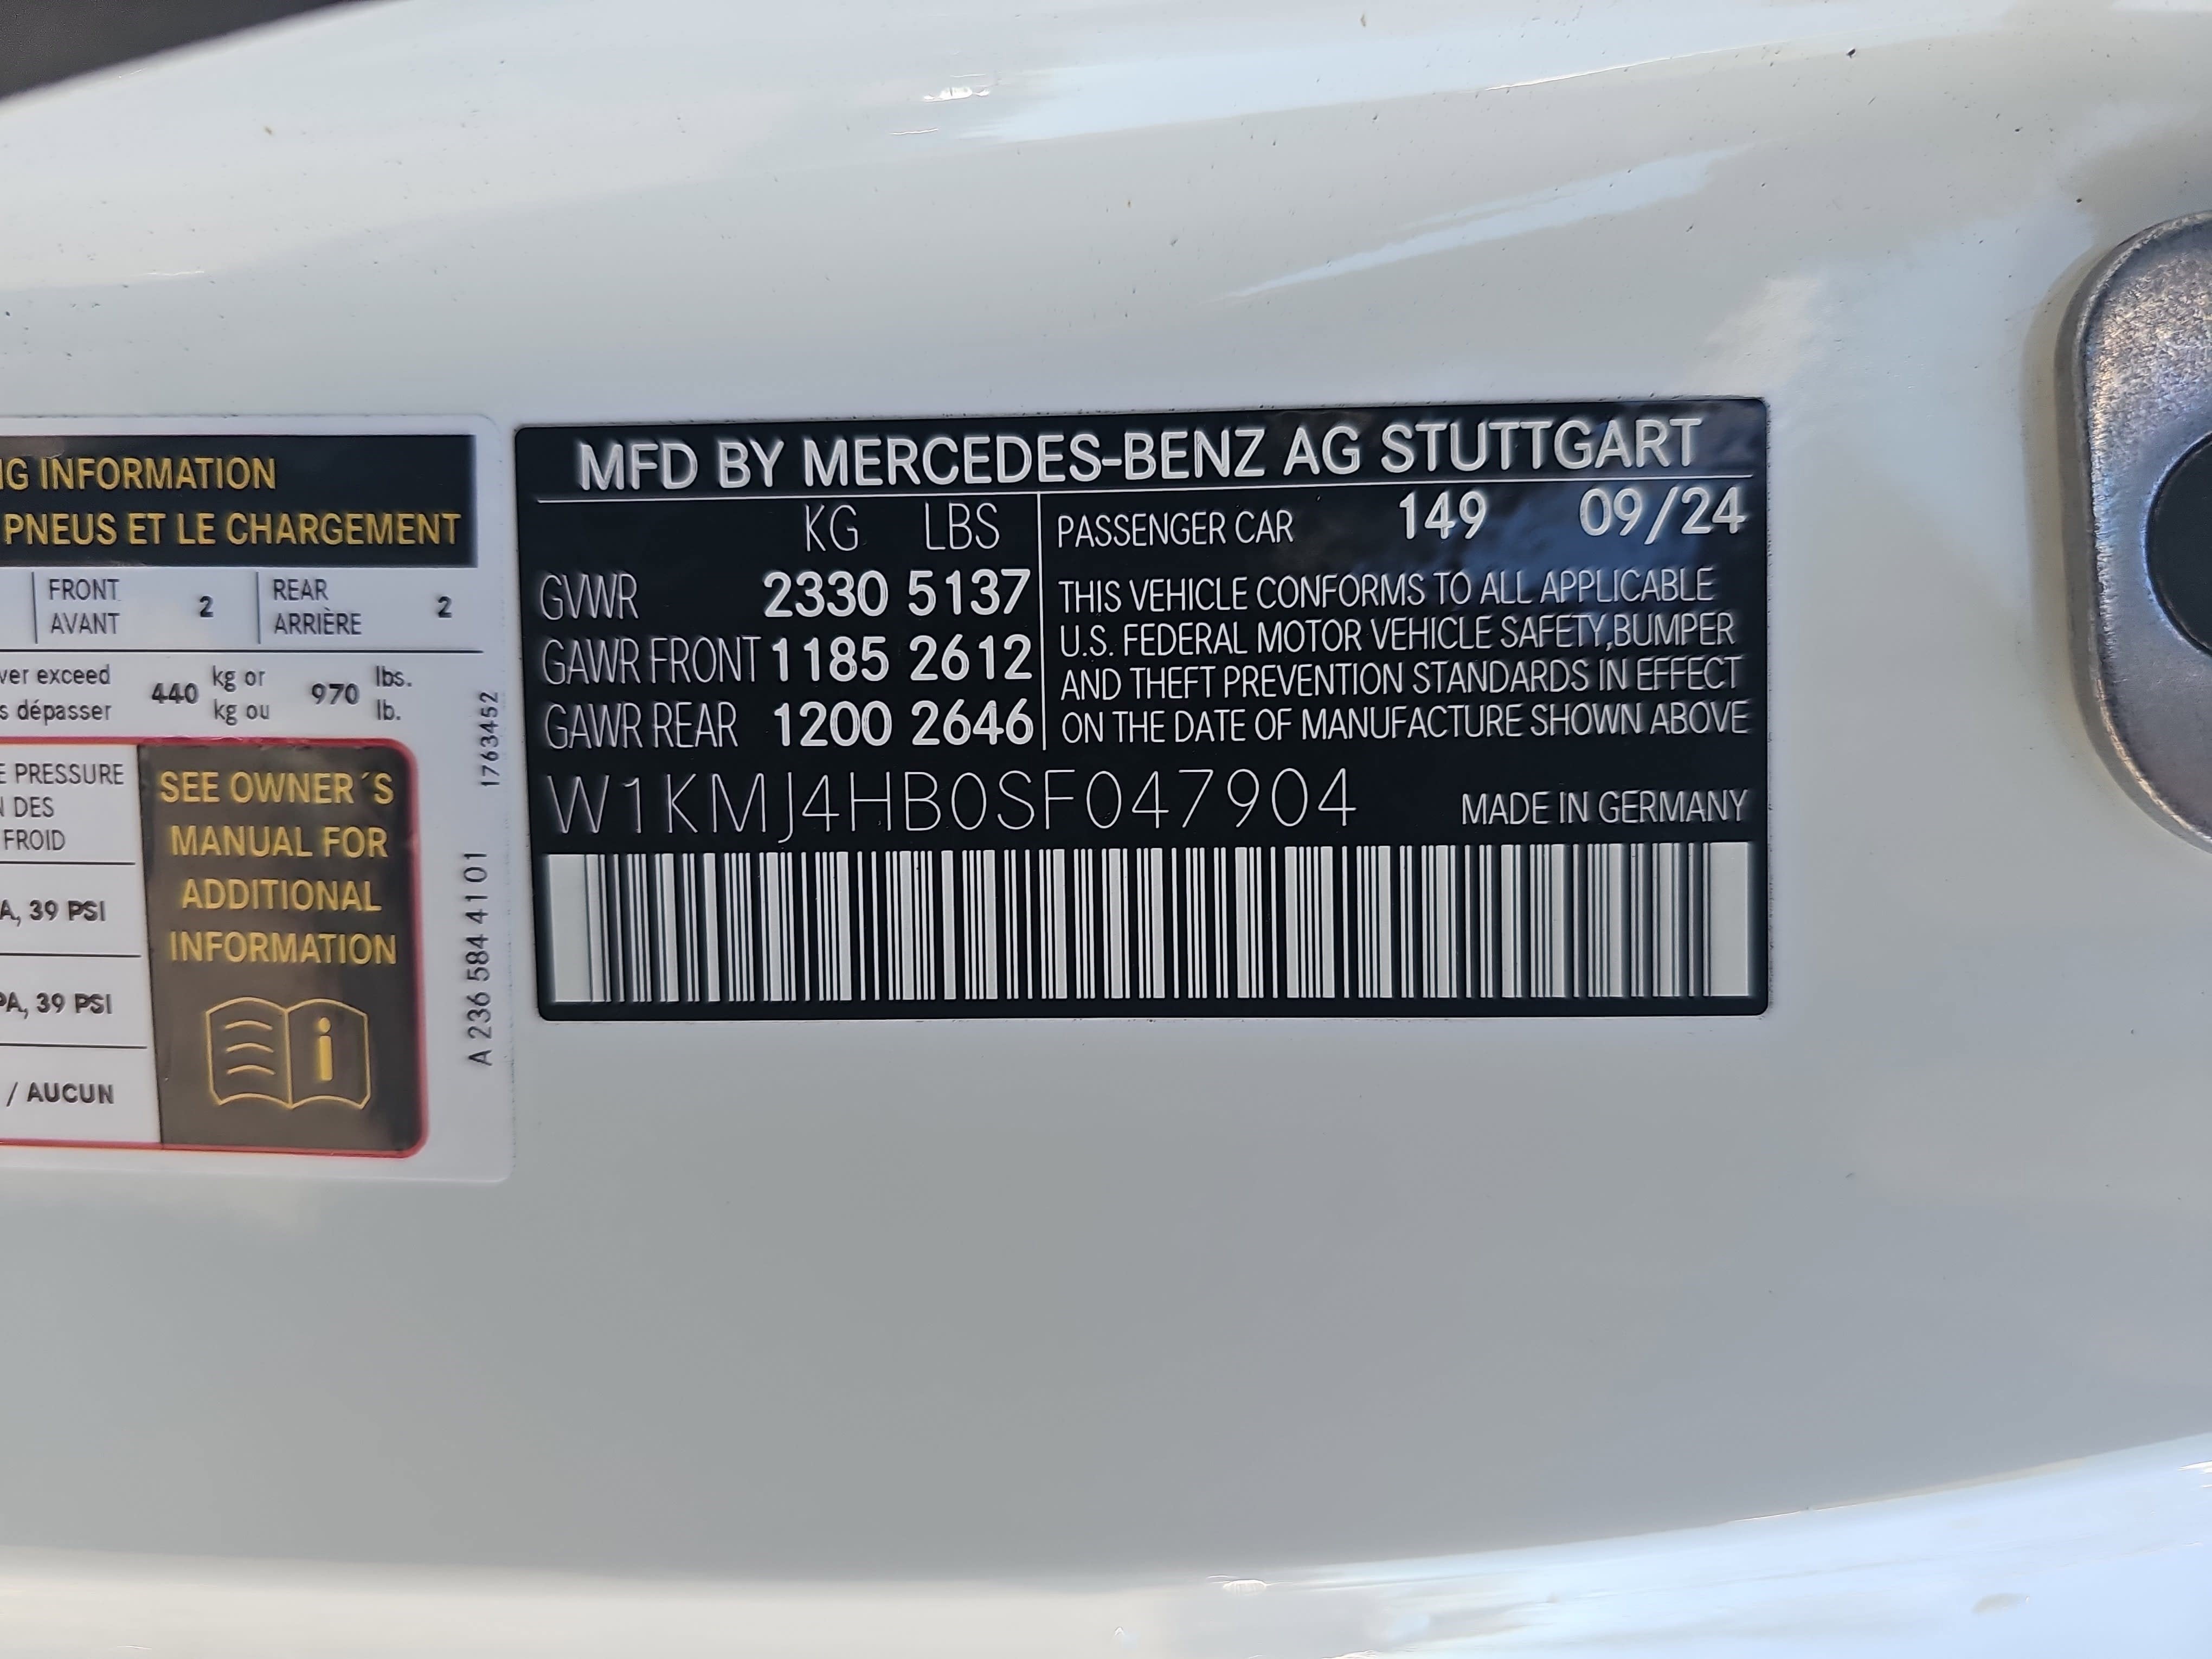 NG INFORMATION
PNEUS ET LE CHARGEMENT
FRONT
AVANT
2
REAR
ARRIÈRE
2
ver exceed
s dépasser
440
kg or
kg ou
970
lbs.
lb.
E PRESSURE
N DES
FROID
A, 39 PSI
PA, 39 PSI
/ AUCUN
SEE OWNER´S
MANUAL FOR
ADDITIONAL
INFORMATION
A 236 584 41 01
1763452
MFD BY MERCEDES-BENZ AG STUTTGART
KG LBS
GVWR 2330 5137
GAWR FRONT 1185 2612
GAWR REAR 1200 2646
PASSENGER CAR 149 09/24
THIS VEHICLE CONFORMS TO ALL APPLICABLE
U.S. FEDERAL MOTOR VEHICLE SAFETY,BUMPER
AND THEFT PREVENTION STANDARDS IN EFFECT
ON THE DATE OF MANUFACTURE SHOWN ABOVE
W1KMJ4HB0SF047904
MADE IN GERMANY